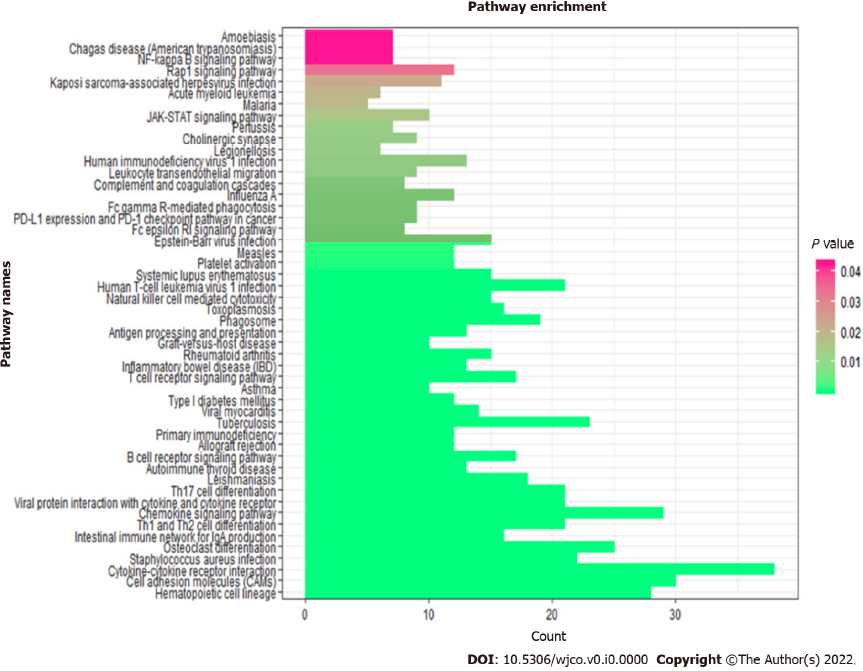 Pathway enrichment
Amoebiasis
Chagas disease (American trypanosomiasis)
NF-kappa B signaling pathway
Rap1 signaling pathway
Kaposi sarcoma-associated herpesvirus infection
Acute myeloid leukemia
Malaria
JAK-STAT signaling pathway
Pertussis
Cholinergic synapse
Legionellosis
Human immunodeficiency virus 1 infection
Leukocyte transendothelial migration
Complement and coagulation cascades
Influenza A
Fc gamma R-mediated phagocytosis
PD-L1 expression and PD-1 checkpoint pathway in cancer
Fc epsilon RI signaling pathway
Epstein-Barr virus infection
Measles
Platelet activation
Systemic lupus erythematosus
Human T-cell leukemia virus 1 infection
Natural killer cell mediated cytotoxicity
Toxoplasmosis
Phagosome
Antigen processing and presentation
Graft-versus-host disease
Rheumatoid arthritis
Inflammatory bowel disease (IBD)
T cell receptor signaling pathway
Asthma
Type I diabetes mellitus
Viral myocarditis
Tuberculosis
Primary immunodeficiency
Allograft rejection
B cell receptor signaling pathway
Autoimmune thyroid disease
Leishmaniasis
Th17 cell differentiation
Viral protein interaction with cytokine and cytokine receptor
Chemokine signaling pathway
Th1 and Th2 cell differentiation
Intestinal immune network for IgA production
Osteoclast differentiation
Staphylococcus aureus infection
Cytokine-cytokine receptor interaction
Cell adhesion molecules (CAMs)
Hematopoietic cell lineage
Pathway names
0 10 20 30
Count
P value
0.04
0.03
0.02
0.01
DOI: 10.5306/wjco.v0.i0.0000 Copyright ©The Author(s) 2022.